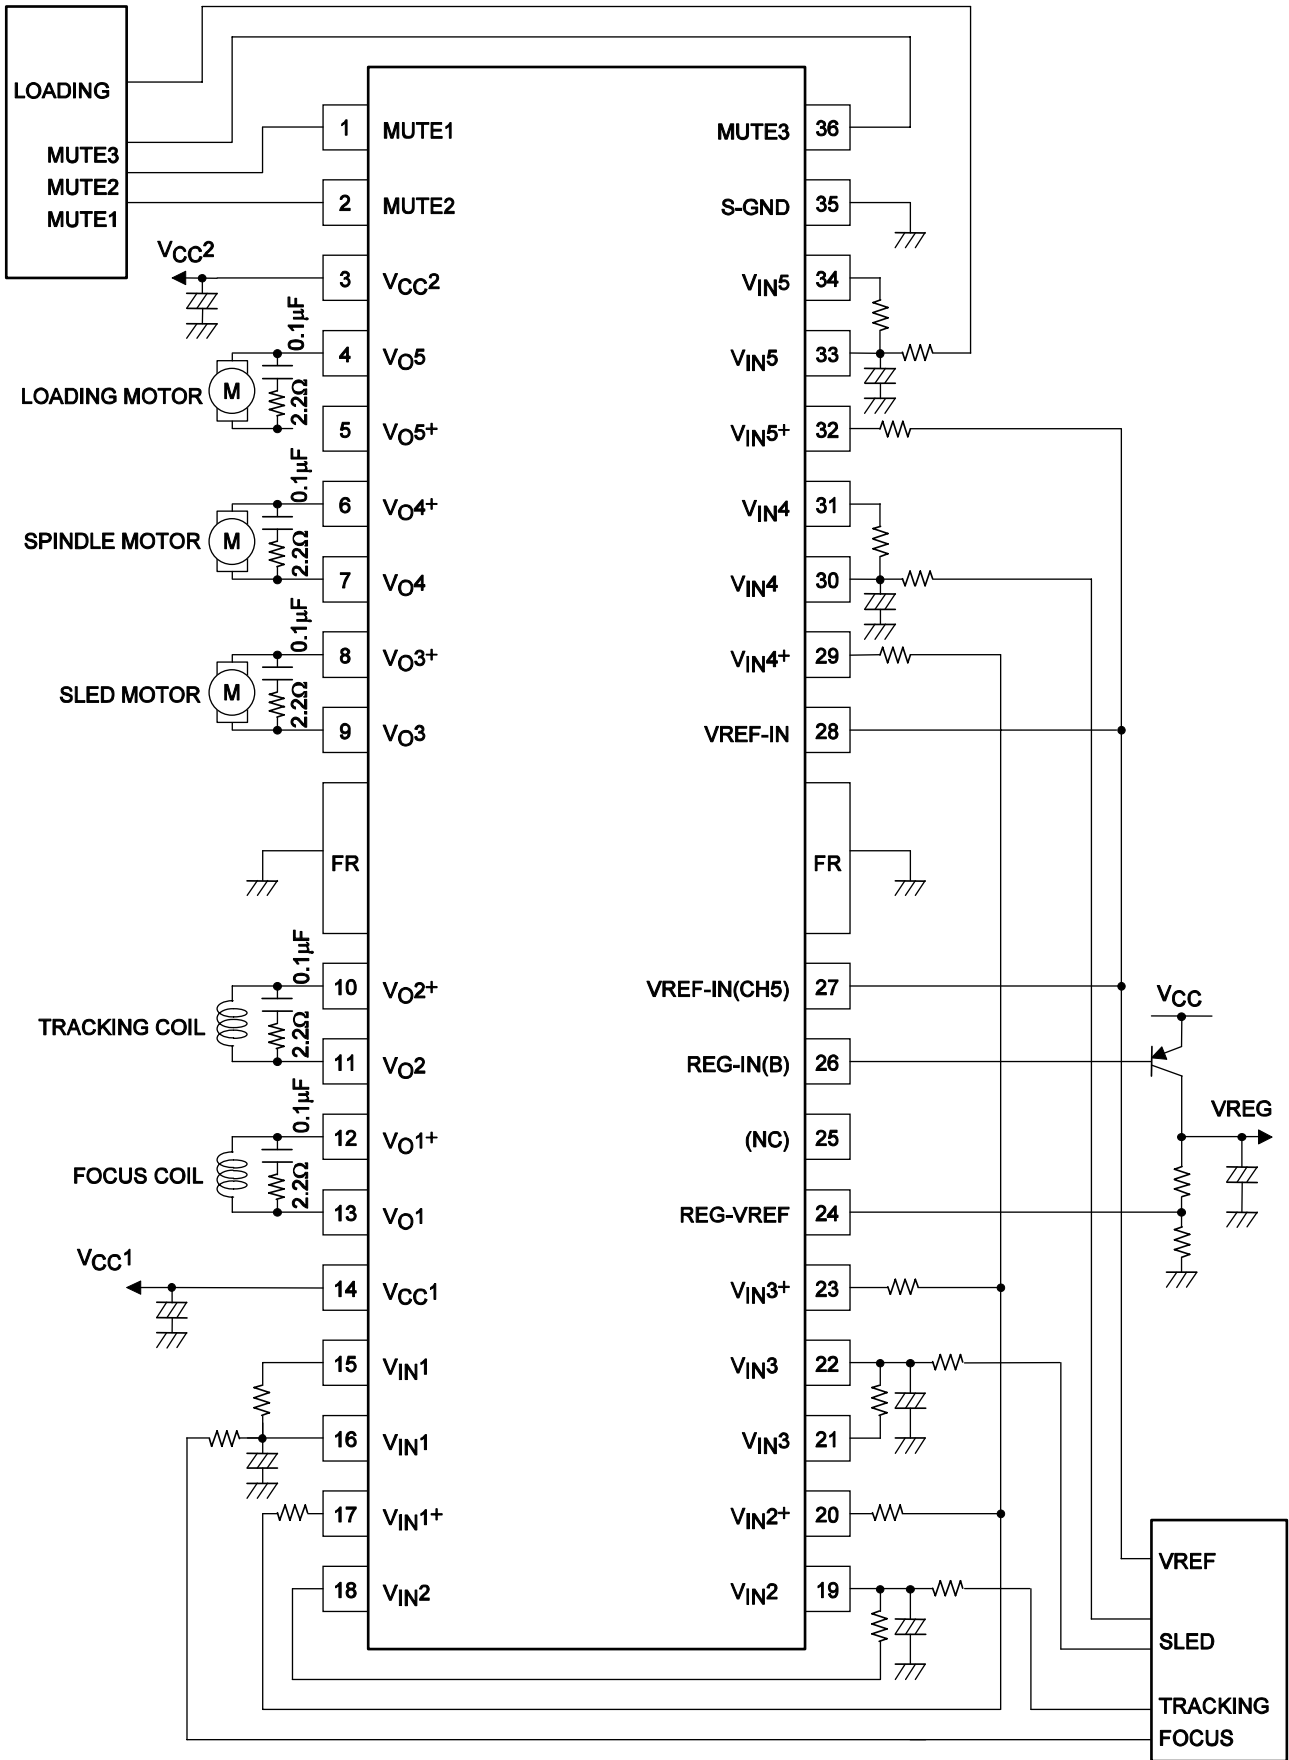 LOADING
MUTE3
MUTE2
MUTE1
VCC2
0.1µF
2.2Ω
LOADING MOTOR
M
0.1µF
2.2Ω
SPINDLE MOTOR
M
0.1µF
2.2Ω
SLED MOTOR
M
0.1µF
2.2Ω
TRACKING COIL
0.1µF
2.2Ω
FOCUS COIL
VCC1
1 MUTE1
2 MUTE2
3 VCC2
4 VO5
5 VO5+
6 VO4+
7 VO4
8 VO3+
9 VO3
FR
10 VO2+
11 VO2
12 VO1+
13 VO1
14 VCC1
15 VIN1
16 VIN1
17 VIN1+
18 VIN2
MUTE3 36
S-GND 35
VIN5 34
VIN5 33
VIN5+ 32
VIN4 31
VIN4 30
VIN4+ 29
VREF-IN 28
FR
VREF-IN(CH5) 27
REG-IN(B) 26
(NC) 25
REG-VREF 24
VIN3+ 23
VIN3 22
VIN3 21
VIN2+ 20
VIN2 19
VCC
VREG
VREF
SLED
TRACKING
FOCUS